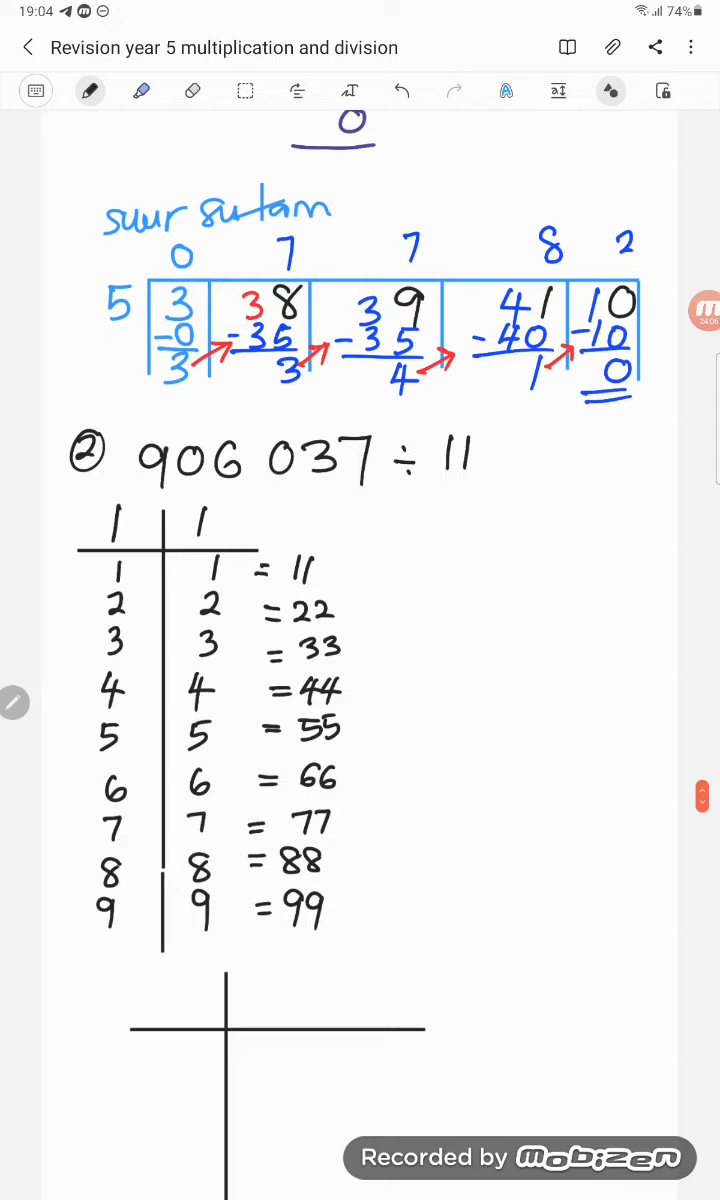 19:04 74%
Revision year 5 multiplication and division
0
suur sutam
0 7 7 8 2
5 3 38 39 41 10
-0 -35 -35 -40 -10
3 3 4 1 0
24:06
② 906 037 ÷ 11
1 1
1 1 = 11
2 2 = 22
3 3 = 33
4 4 = 44
5 5 = 55
6 6 = 66
7 7 = 77
8 8 = 88
9 9 = 99
Recorded by mobizen